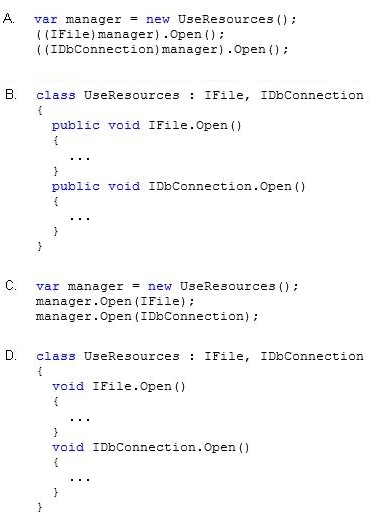 A. var manager = new UseResources();
((IFile)manager).Open();
((IDbConnection)manager).Open();
B. class UseResources : IFile, IDbConnection
{
public void IFile.Open()
{
...
}
public void IDbConnection.Open()
{
...
}
}
C. var manager = new UseResources();
manager.Open(IFile);
manager.Open(IDbConnection);
D. class UseResources : IFile, IDbConnection
{
void IFile.Open()
{
...
}
void IDbConnection.Open()
{
...
}
}